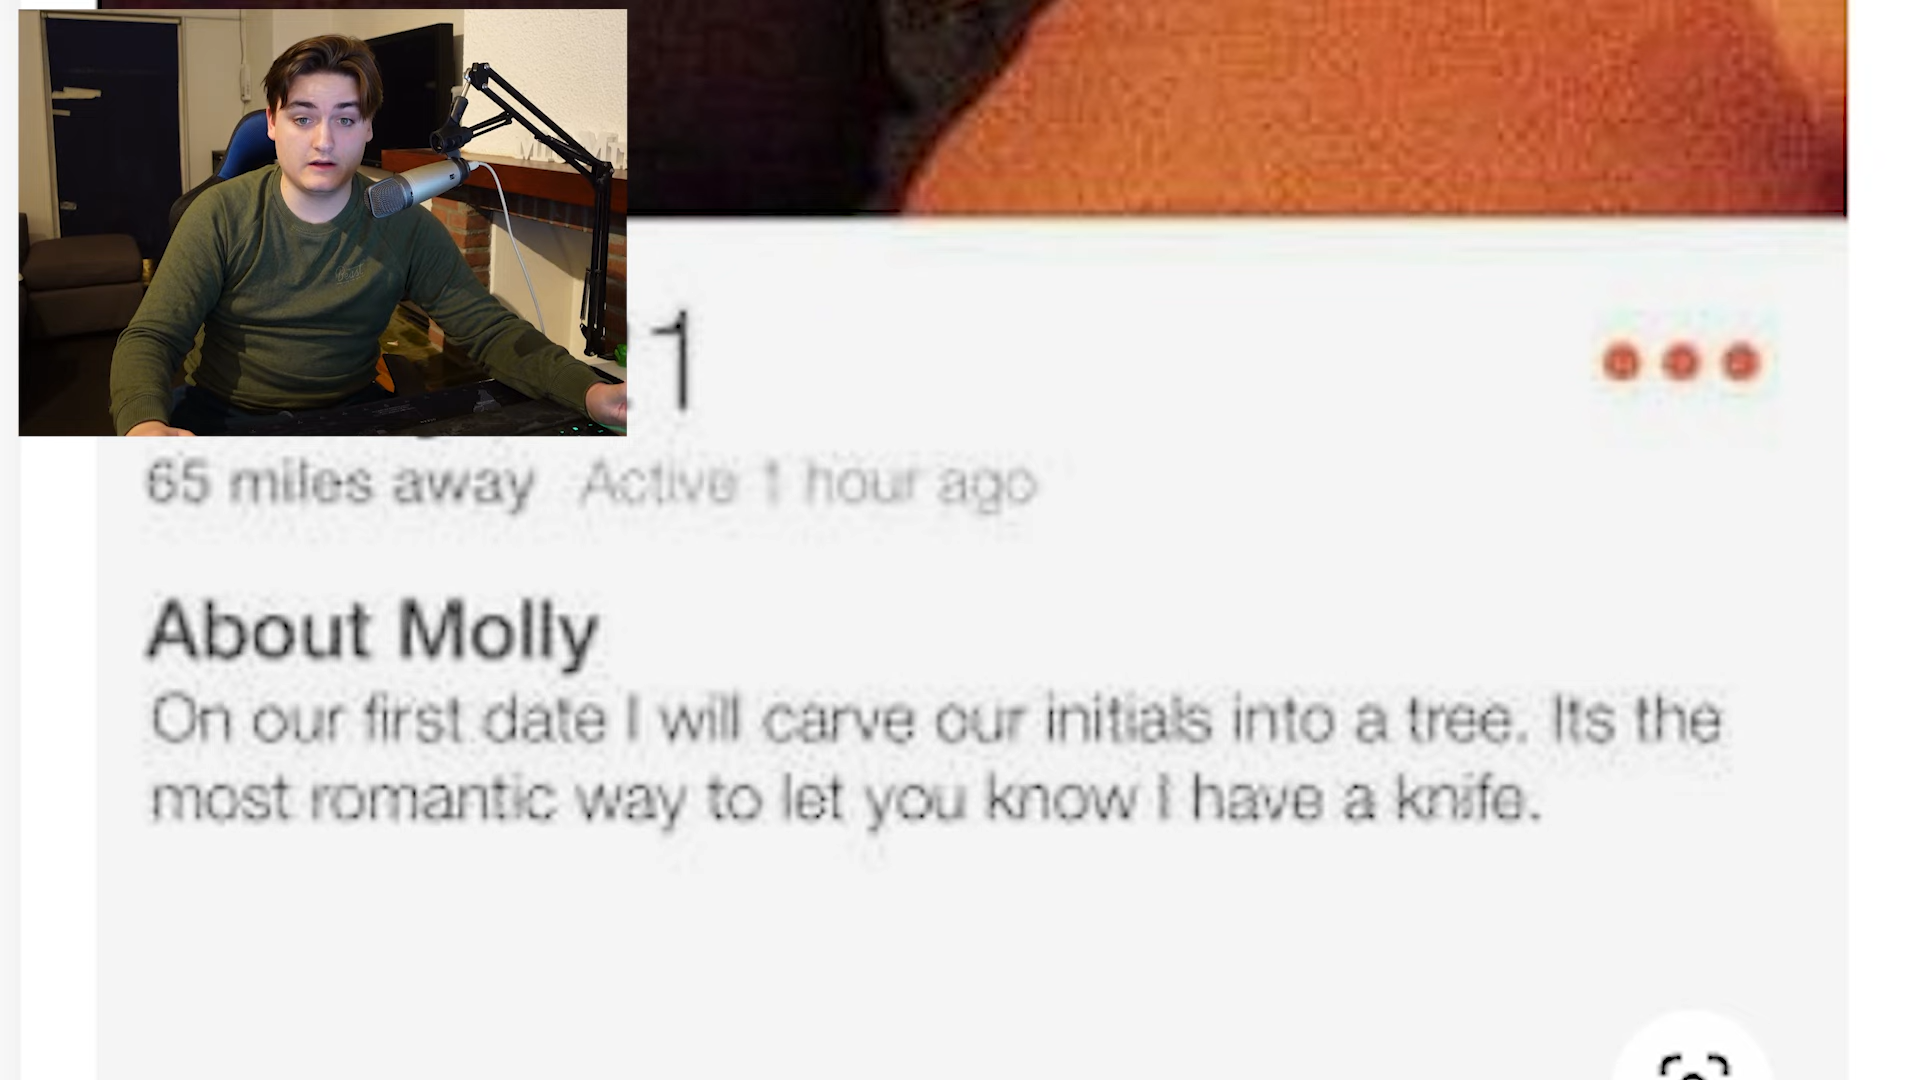 1
65 miles away Active 1 hour ago
About Molly
On our first date I will carve our initials into a tree. Its the
most romantic way to let you know I have a knife.